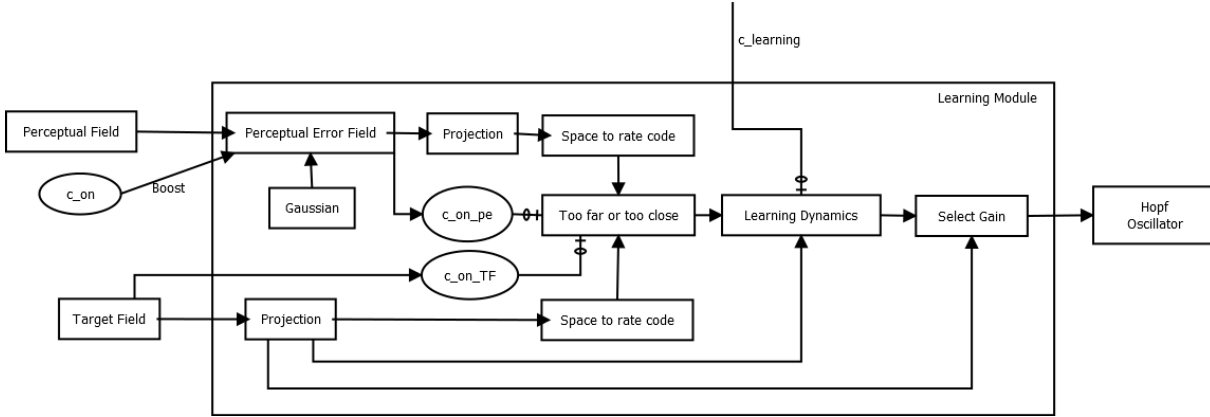 c_learning
Learning Module
Perceptual Field
Perceptual Error Field
Projection
Space to rate code
c_on
Boost
Gaussian
c_on_pe
Too far or too close
Learning Dynamics
Select Gain
Hopf
Oscillator
c_on_TF
Target Field
Projection
Space to rate code